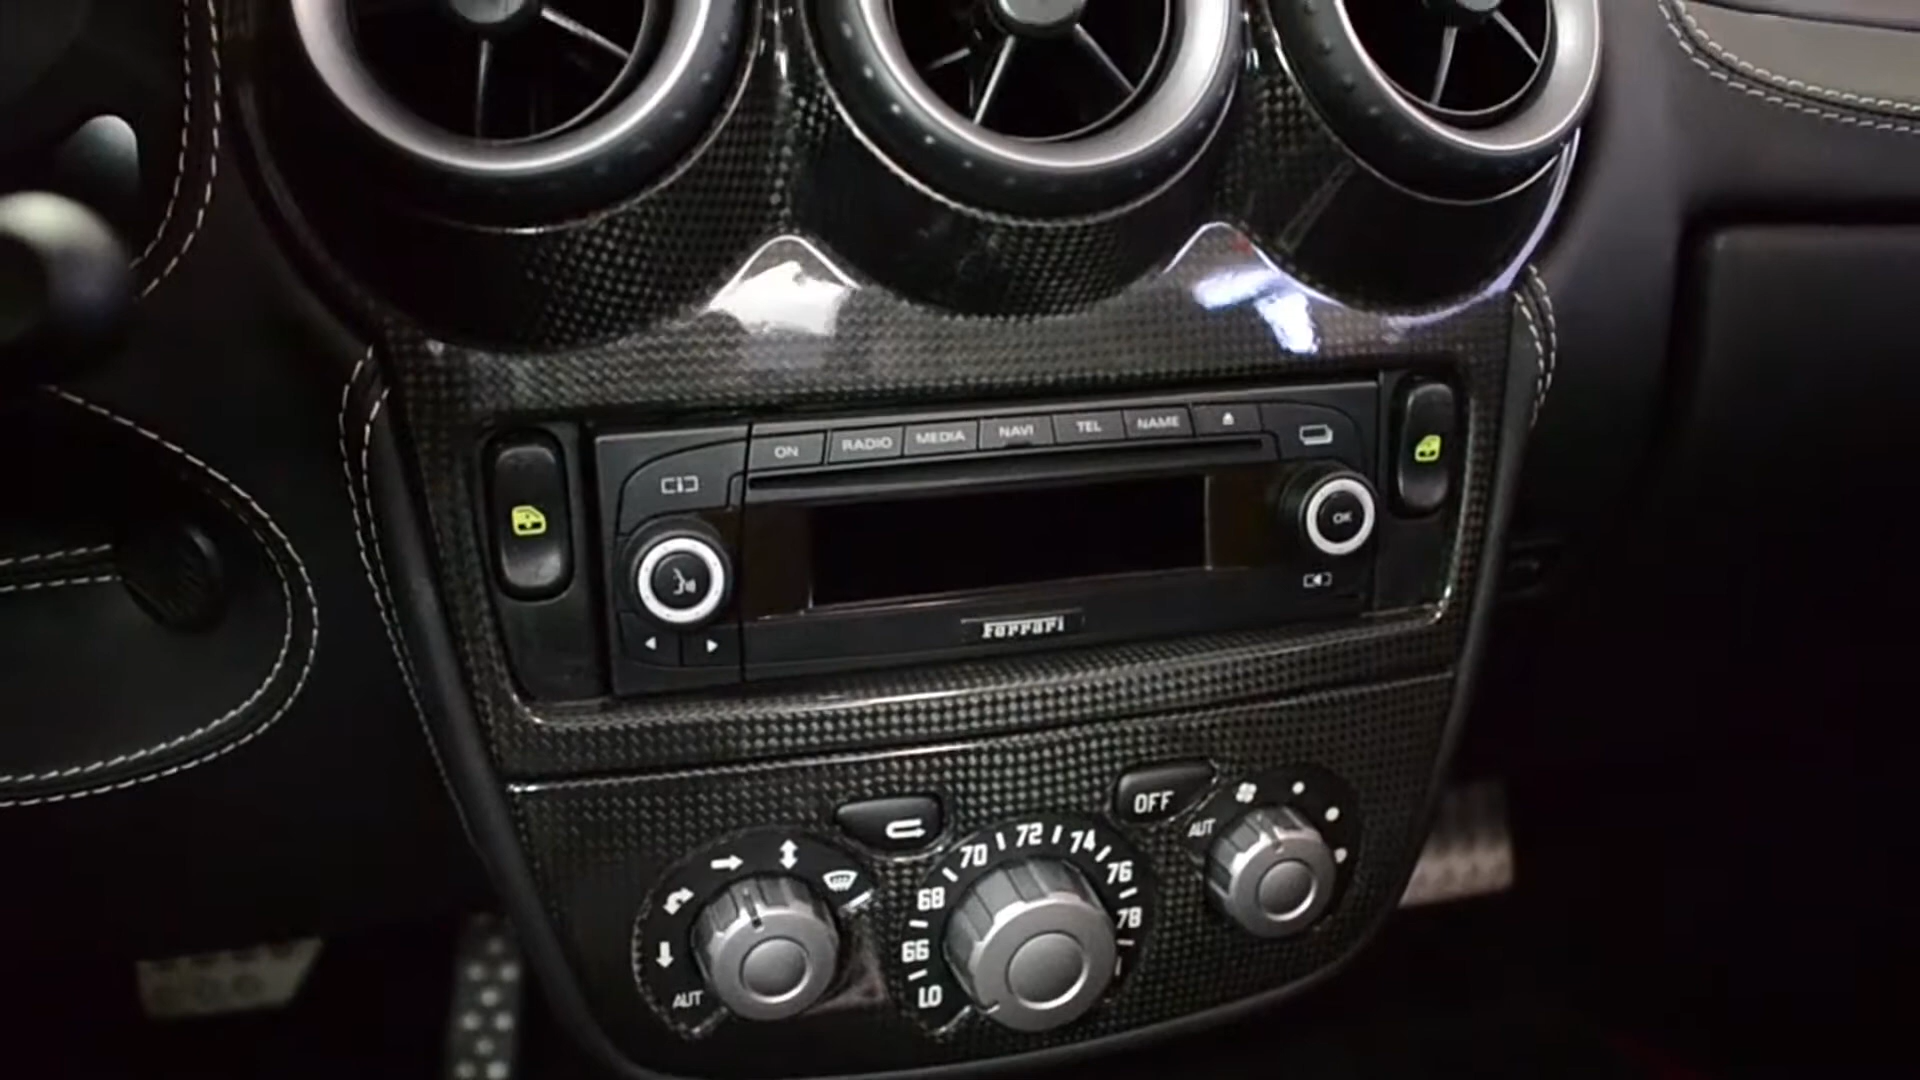 ON RADIO MEDIA NAVI TEL NAME
OK
Ferrari
OFF
AUT
72
70 74
76
68
78
66
AUT
LO